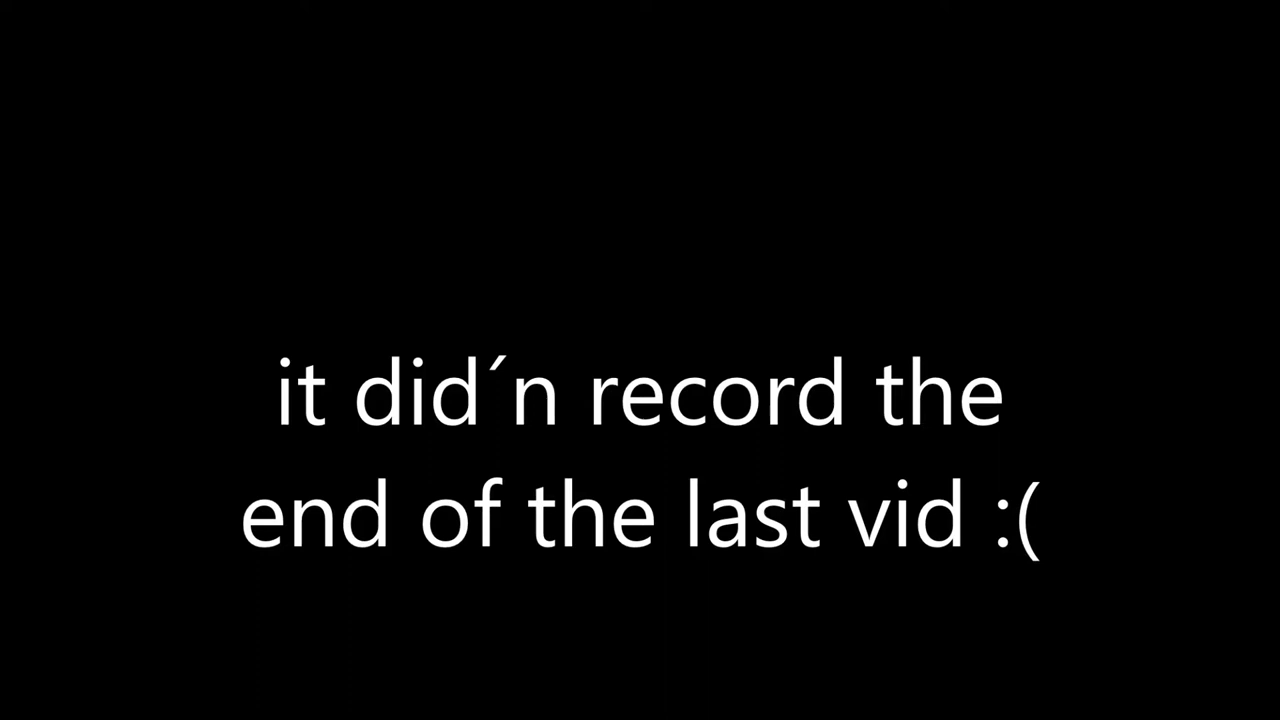 it did´n record the
end of the last vid :(